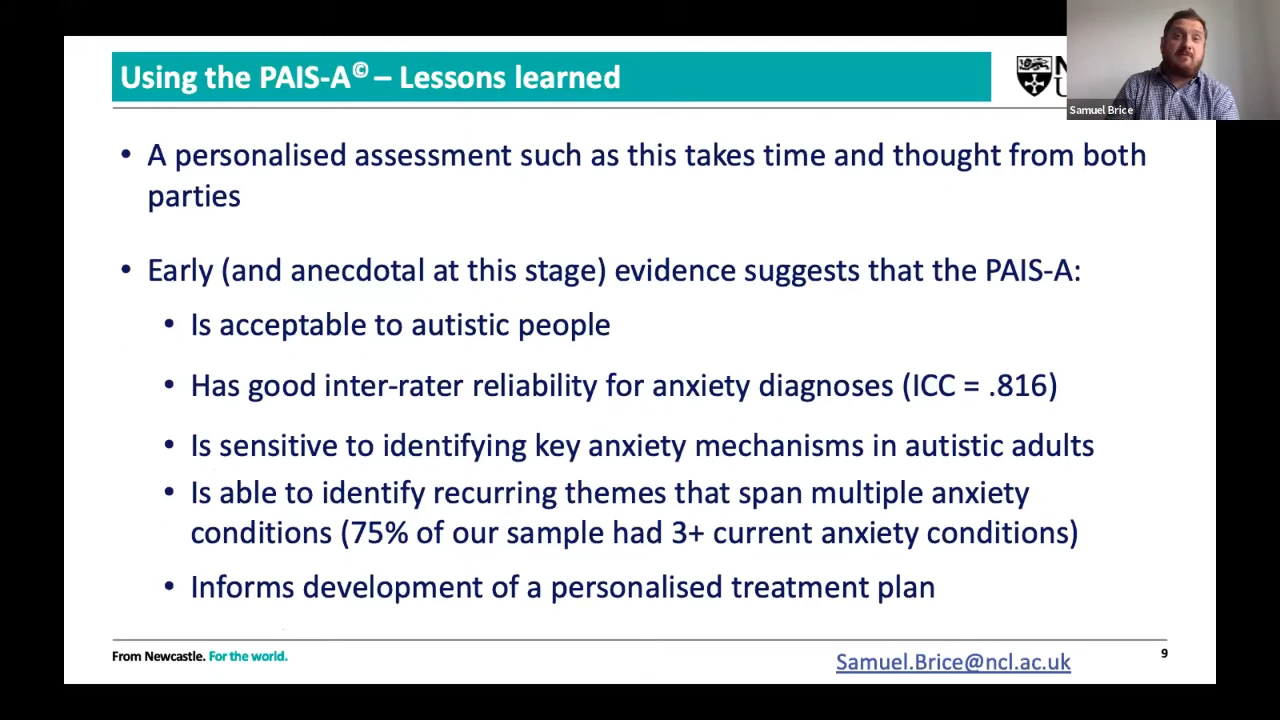 Using the PAIS-A© – Lessons learned
Samuel Brice
• A personalised assessment such as this takes time and thought from both
parties
• Early (and anecdotal at this stage) evidence suggests that the PAIS-A:
• Is acceptable to autistic people
• Has good inter-rater reliability for anxiety diagnoses (ICC = .816)
• Is sensitive to identifying key anxiety mechanisms in autistic adults
• Is able to identify recurring themes that span multiple anxiety
conditions (75% of our sample had 3+ current anxiety conditions)
• Informs development of a personalised treatment plan
From Newcastle. For the world.
Samuel.Brice@ncl.ac.uk
9